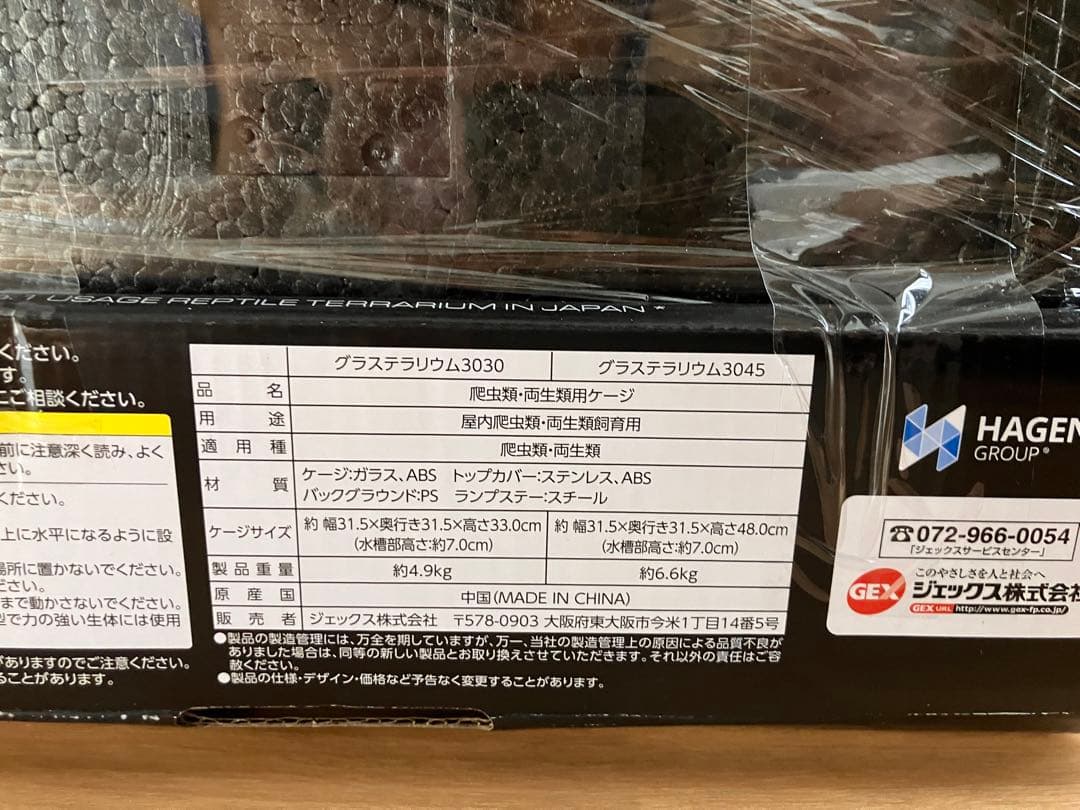 USAGE REPTILE TERRARIUM IN JAPAN *
ください。
す。
にご相談ください。
前に注意深く読み、よく
さい。
ください。
上に水平になるように設
場所に置かないでください。
ださい。
まで動かさないでください。
型で力の強い生体には使用
がありますのでご注意ください。
ることがあります。
グラステラリウム3030 グラステラリウム3045
品名 爬虫類・両生類用ケージ
用途 屋内爬虫類・両生類飼育用
適用種 爬虫類・両生類
材質 ケージ:ガラス、ABS トップカバー:ステンレス、ABS
バックグラウンド:PS ランプステー:スチール
ケージサイズ 約 幅31.5×奥行き31.5×高さ33.0cm 約 幅31.5×奥行き31.5×高さ48.0cm
(水槽部高さ:約7.0cm) (水槽部高さ:約7.0cm)
製品重量 約4.9kg 約6.6kg
原産国 中国(MADE IN CHINA)
販売者 ジェックス株式会社 〒578-0903 大阪府東大阪市今米1丁目14番5号
●製品の製造管理には、万全を期していますが、万一、当社の製造管理上の原因による品質不良が
ありました場合は、同等の新しい製品とお取り換えさせていただきます。それ以外の責任はご容
赦ください。
●製品の仕様・デザイン・価格など予告なく変更することがあります。
HAGEN
GROUP®
☎072-966-0054
「ジェックスサービスセンター」
このやさしさを人と社会へ
GEX ジェックス株式会社
GEX URL http://www.gex-fp.co.jp/